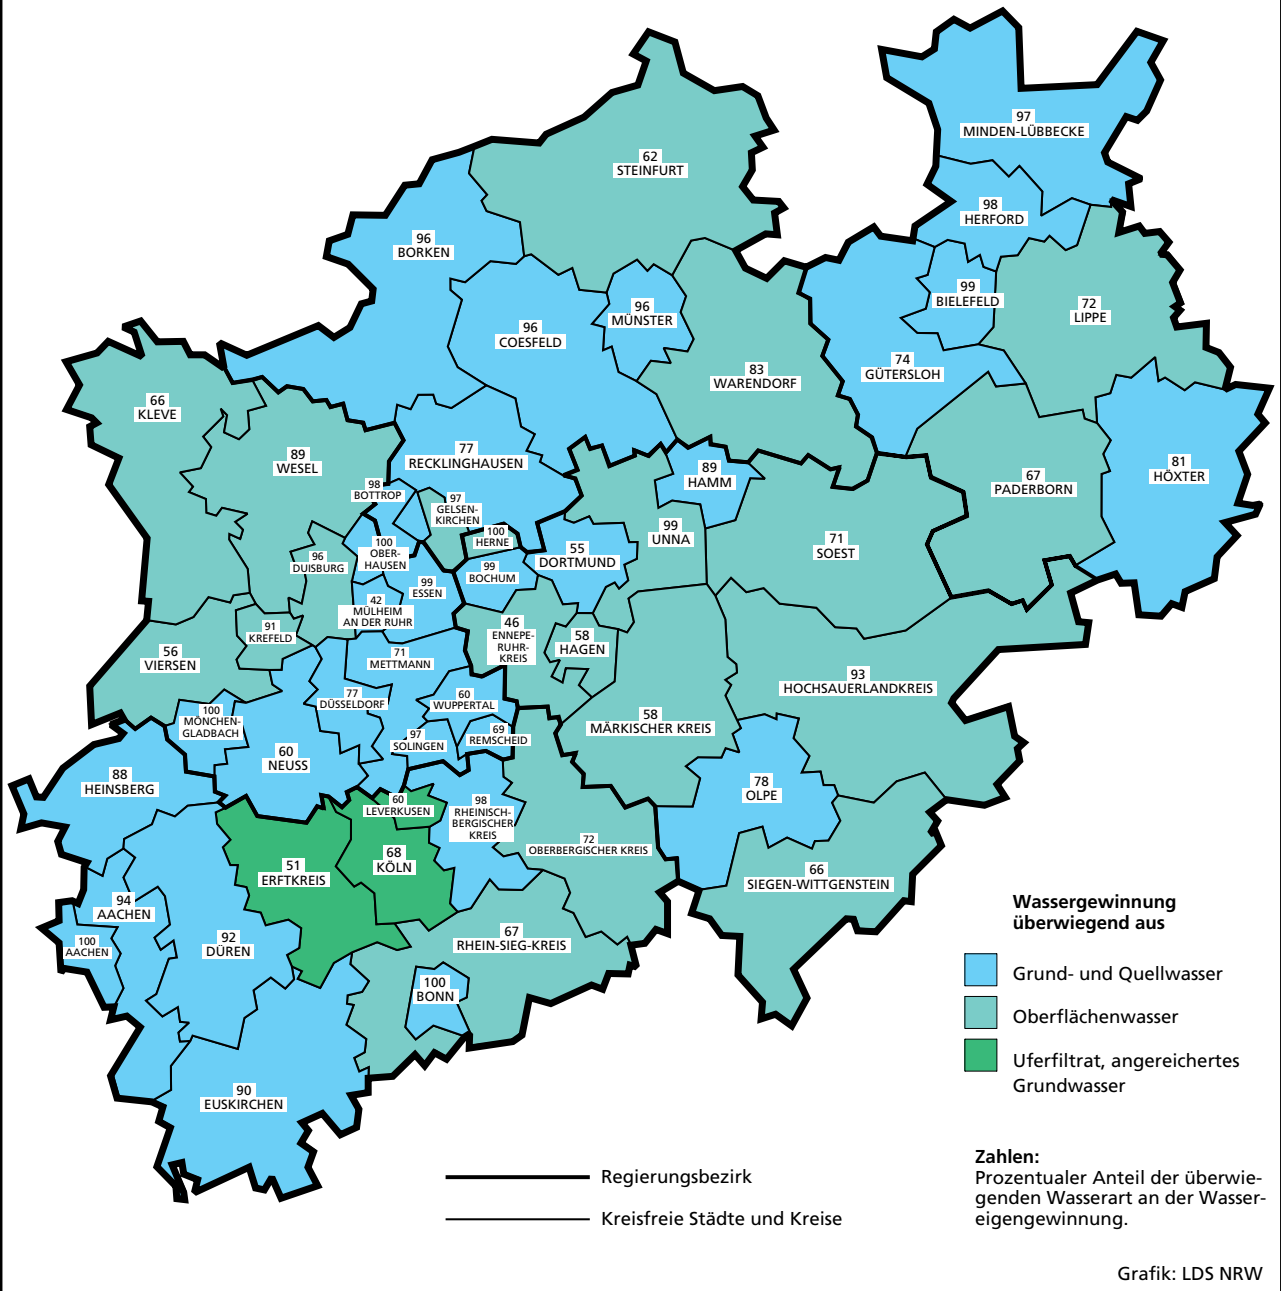 97
MINDEN-LÜBBECKE
62
STEINFURT
98
HERFORD
96
BORKEN
99
BIELEFELD
72
LIPPE
96
MÜNSTER
96
COESFELD
74
GÜTERSLOH
83
WARENDORF
66
KLEVE
89
WESEL
77
RECKLINGHAUSEN
89
HAMM
81
HÖXTER
67
PADERBORN
98
BOTTROP
97
GELSEN-
KIRCHEN
99
UNNA
71
SOEST
100
HERNE
100
OBER-
HAUSEN
55
DORTMUND
96
DUISBURG
99
BOCHUM
99
ESSEN
42
MÜLHEIM
AN DER RUHR
91
KREFELD
46
ENNEPE-
RUHR-
KREIS
58
HAGEN
56
VIERSEN
71
METTMANN
93
HOCHSAUERLANDKREIS
77
DÜSSELDORF
60
WUPPERTAL
100
MÖNCHEN-
GLADBACH
58
MÄRKISCHER KREIS
97
SOLINGEN
69
REMSCHEID
60
NEUSS
88
HEINSBERG
78
OLPE
60
LEVERKUSEN
98
RHEINISCH-
BERGISCHER
KREIS
72
OBERBERGISCHER KREIS
51
ERFTKREIS
68
KÖLN
66
SIEGEN-WITTGENSTEIN
94
AACHEN
100
AACHEN
92
DÜREN
67
RHEIN-SIEG-KREIS
100
BONN
90
EUSKIRCHEN
Wassergewinnung
überwiegend aus
Grund- und Quellwasser
Oberflächenwasser
Uferfiltrat, angereichertes
Grundwasser
Zahlen:
Prozentualer Anteil der überwie-
genden Wasserart an der Wasser-
eigengewinnung.
Regierungsbezirk
Kreisfreie Städte und Kreise
Grafik: LDS NRW